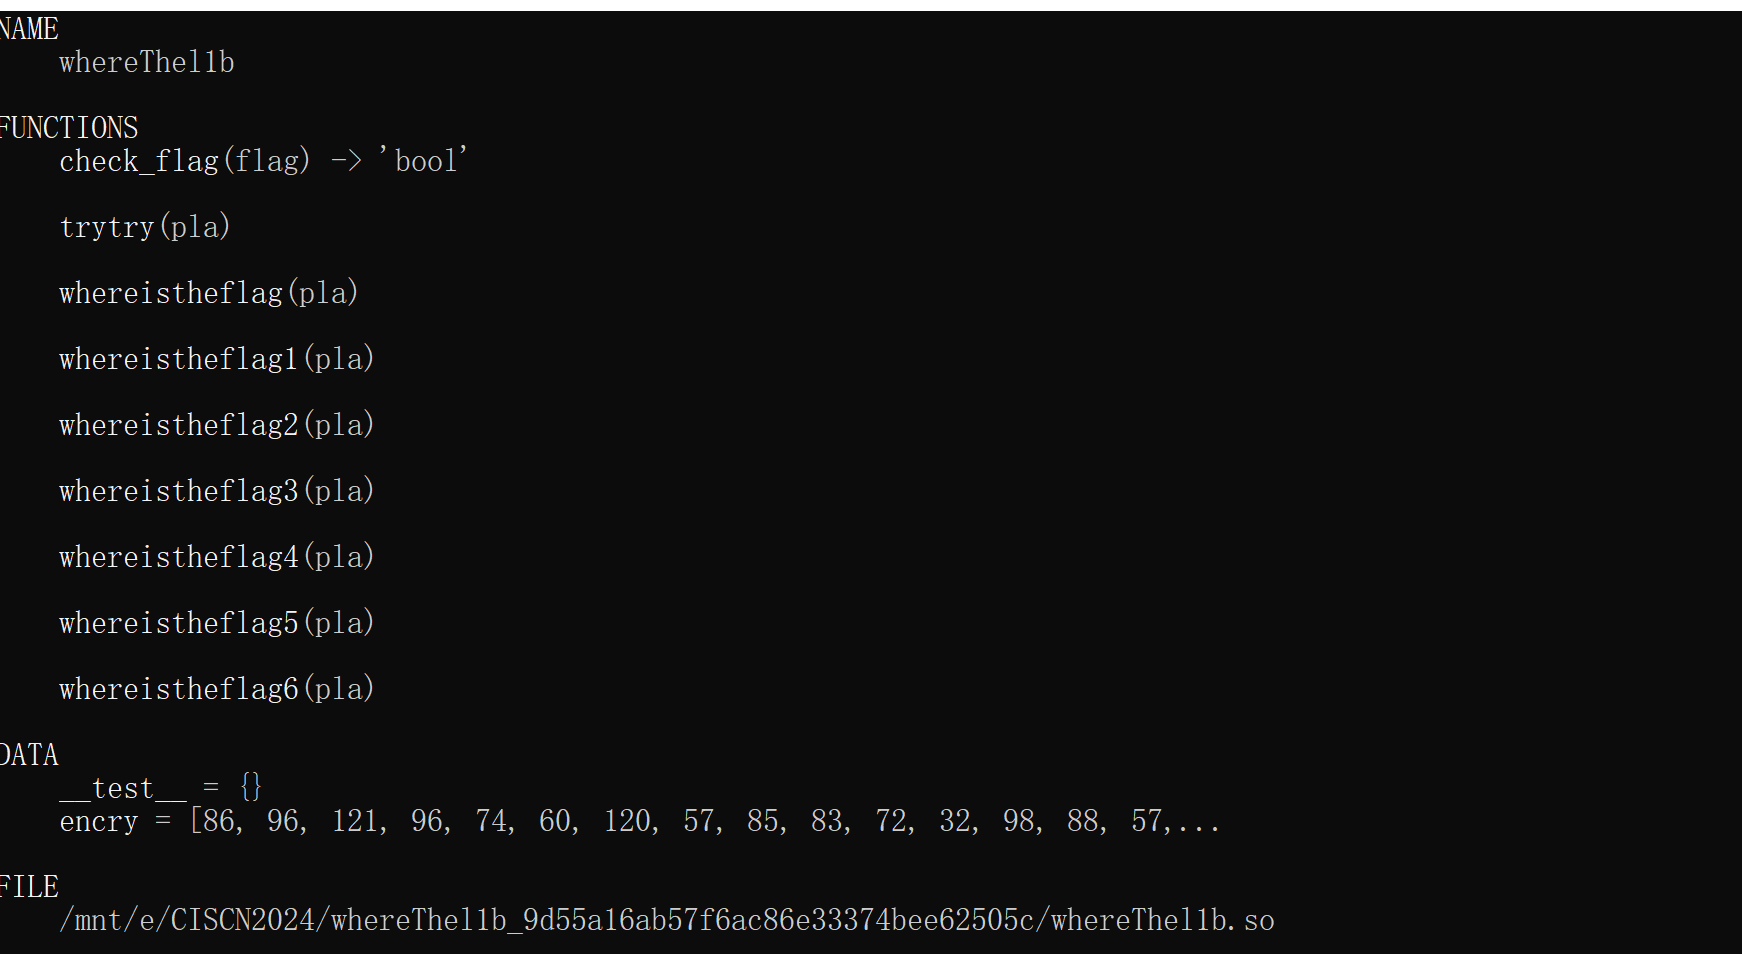 NAME
whereThel1b
FUNCTIONS
check_flag(flag) -> 'bool'
trytry(pla)
whereistheflag(pla)
whereistheflag1(pla)
whereistheflag2(pla)
whereistheflag3(pla)
whereistheflag4(pla)
whereistheflag5(pla)
whereistheflag6(pla)
DATA
__test__ = {}
encry = [86, 96, 121, 96, 74, 60, 120, 57, 85, 83, 72, 32, 98, 88, 57,...
FILE
/mnt/e/CISCN2024/whereThel1b_9d55a16ab57f6ac86e33374bee62505c/whereThel1b.so